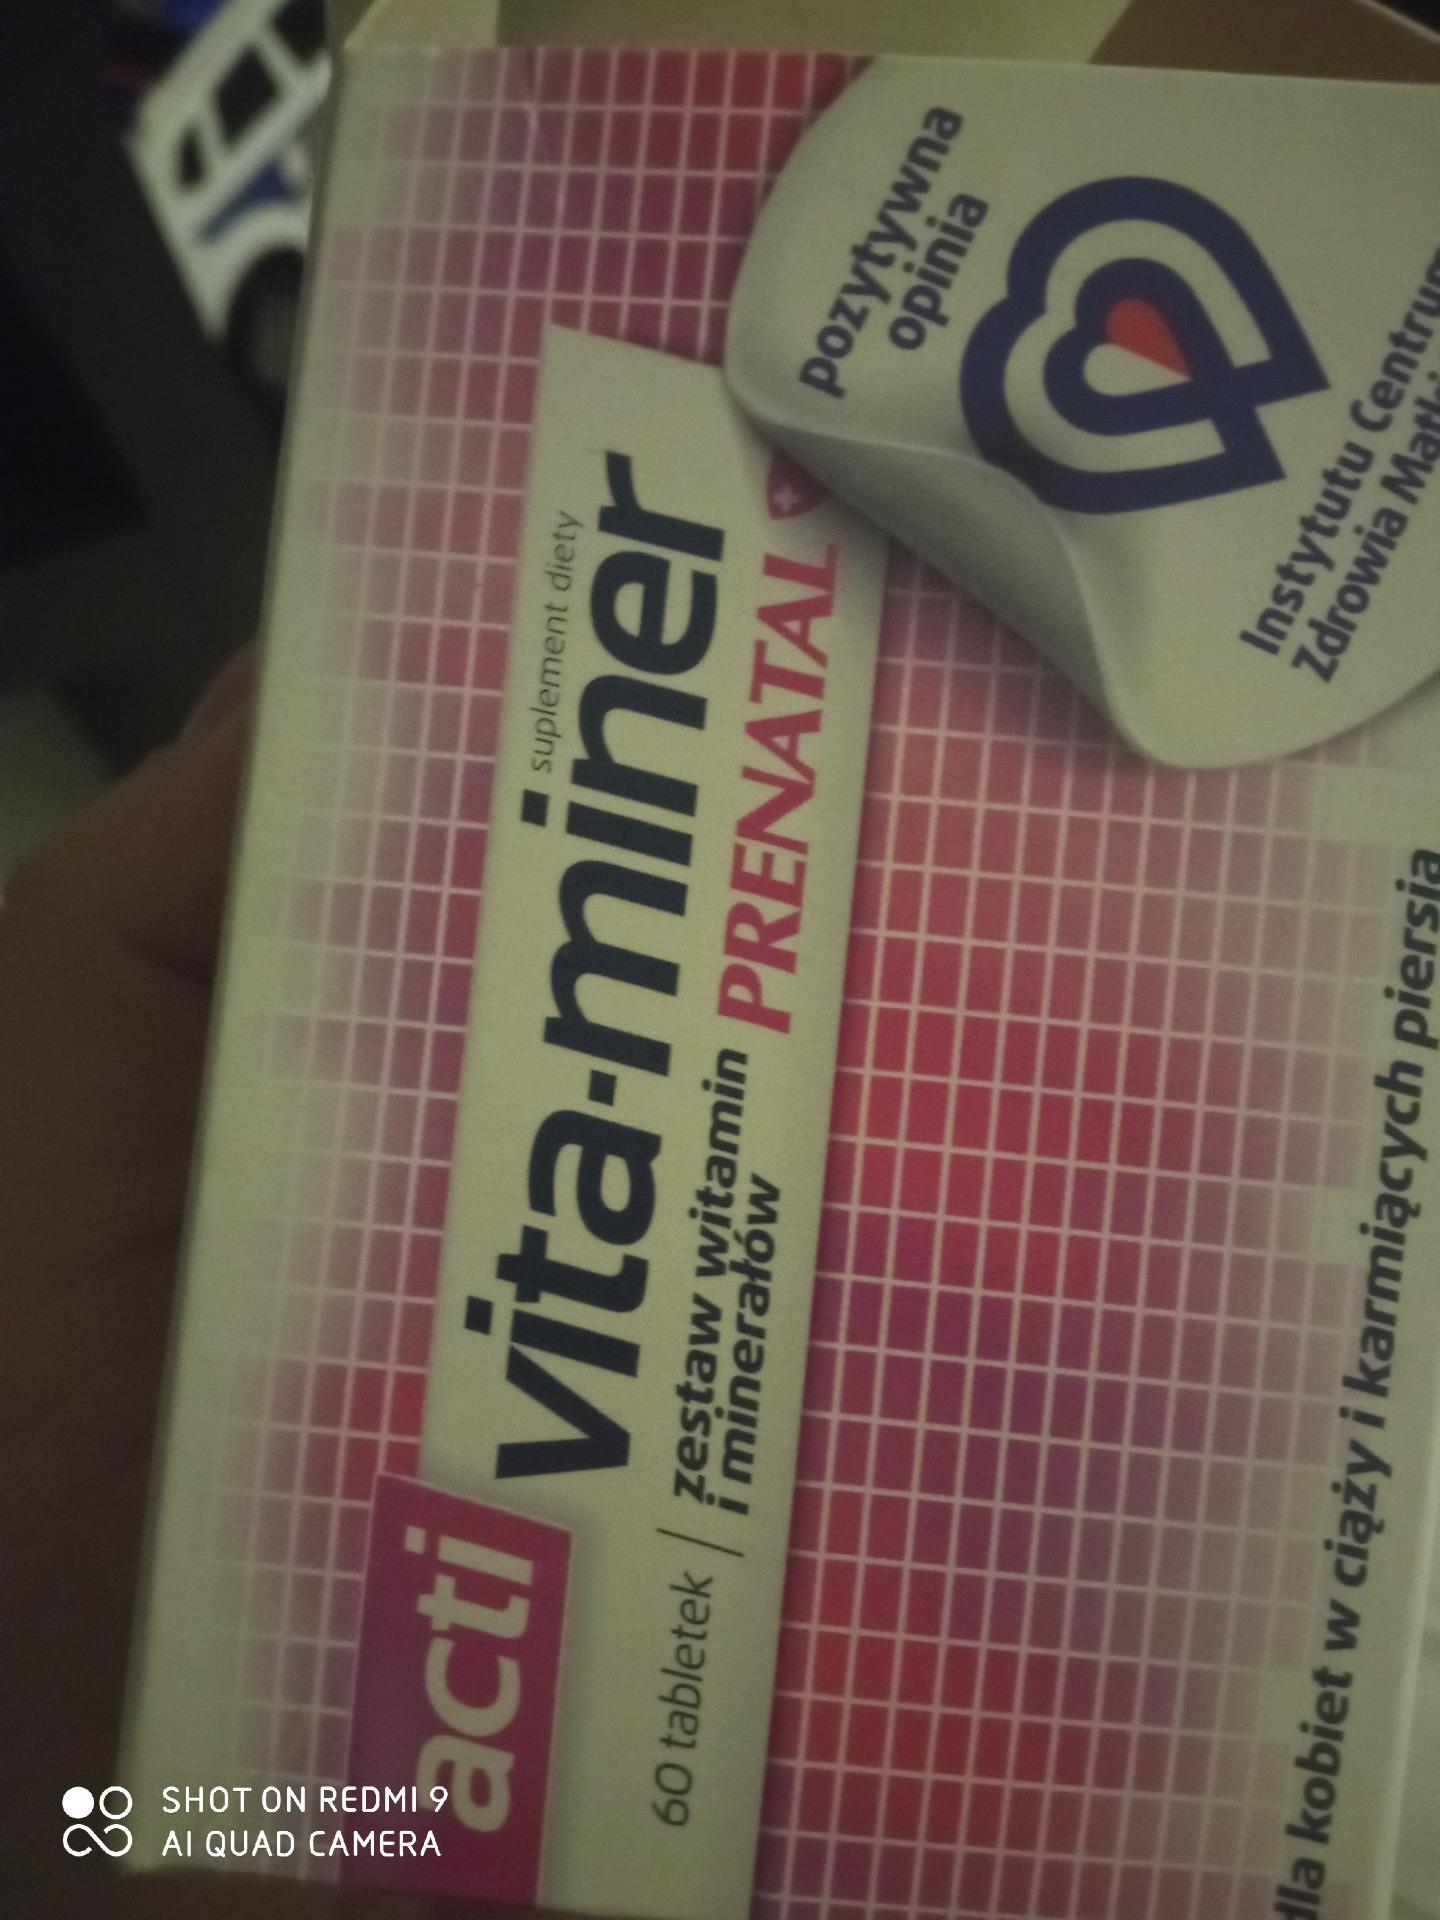 acti
suplement diety
vita-miner
60 tabletek | zestaw witamin
i minerałów
PRENATAL
pozytywna
opinia
Instytutu Centrum
Zdrowia
dla kobiet w ciąży i karmiących piersią
SHOT ON REDMI 9
AI QUAD CAMERA